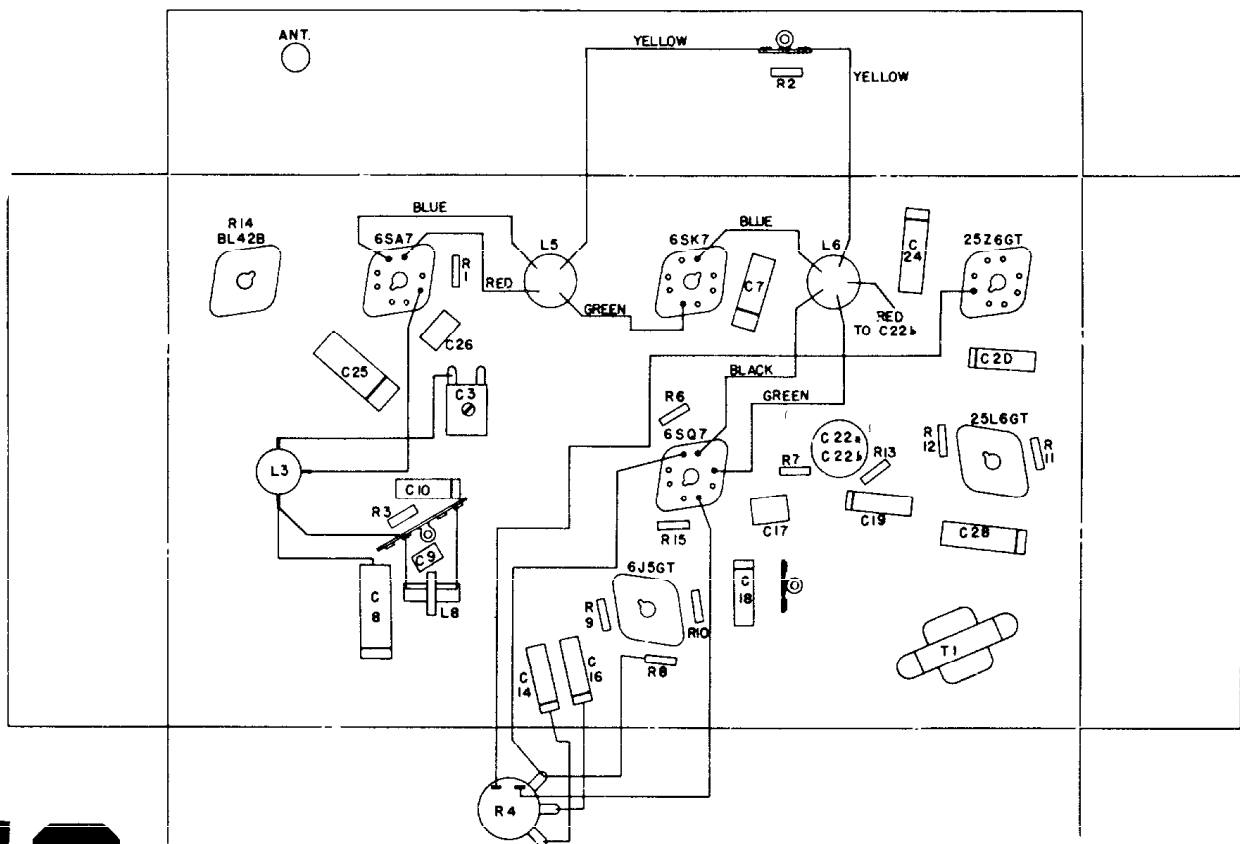 ANT.
YELLOW
R2
YELLOW
R14
BL42B
BLUE
6SA7
R
1
RED
L5
GREEN
6SK7
BLUE
C7
L6
C
24
25Z6GT
RED
TO C22b
C26
C25
C3
BLACK
GREEN
C2D
R6
6SQ7
C22a
C22b
R7
R13
R
12
25L6GT
R
11
L3
C10
R3
C9
R15
C17
C19
C2B
C
8
L8
6J5GT
R
9
R10
C
18
T1
C
14
C
16
R8
R4